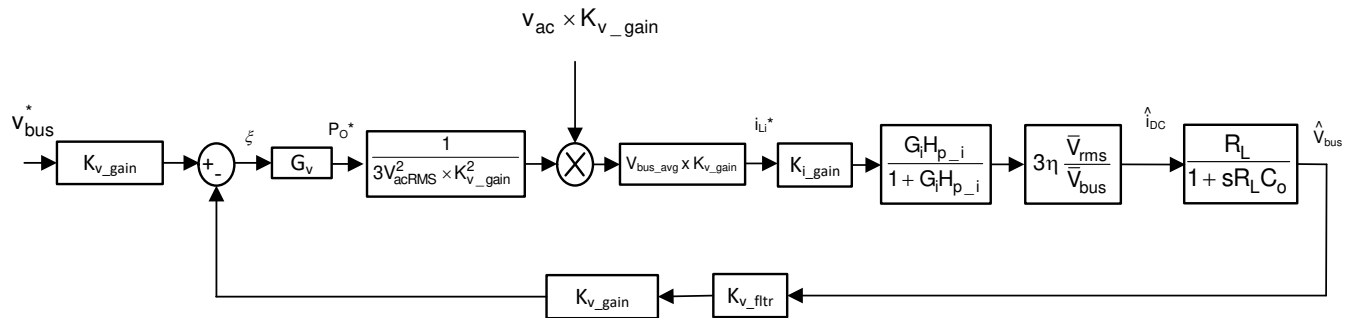 v_ac × K_v_gain
v*_bus
K_v_gain
+
-
ξ
G_v
P_O*
1
3V²_acRMS × K²_v_gain
X
V_bus_avg x K_v_gain
i_Li*
K_i_gain
G_iH_p_i
1 + G_iH_p_i
3η V̅_rms
V̅_bus
î_DC
R_L
1 + sR_LC_o
v̂_bus
K_v_gain
K_v_fltr